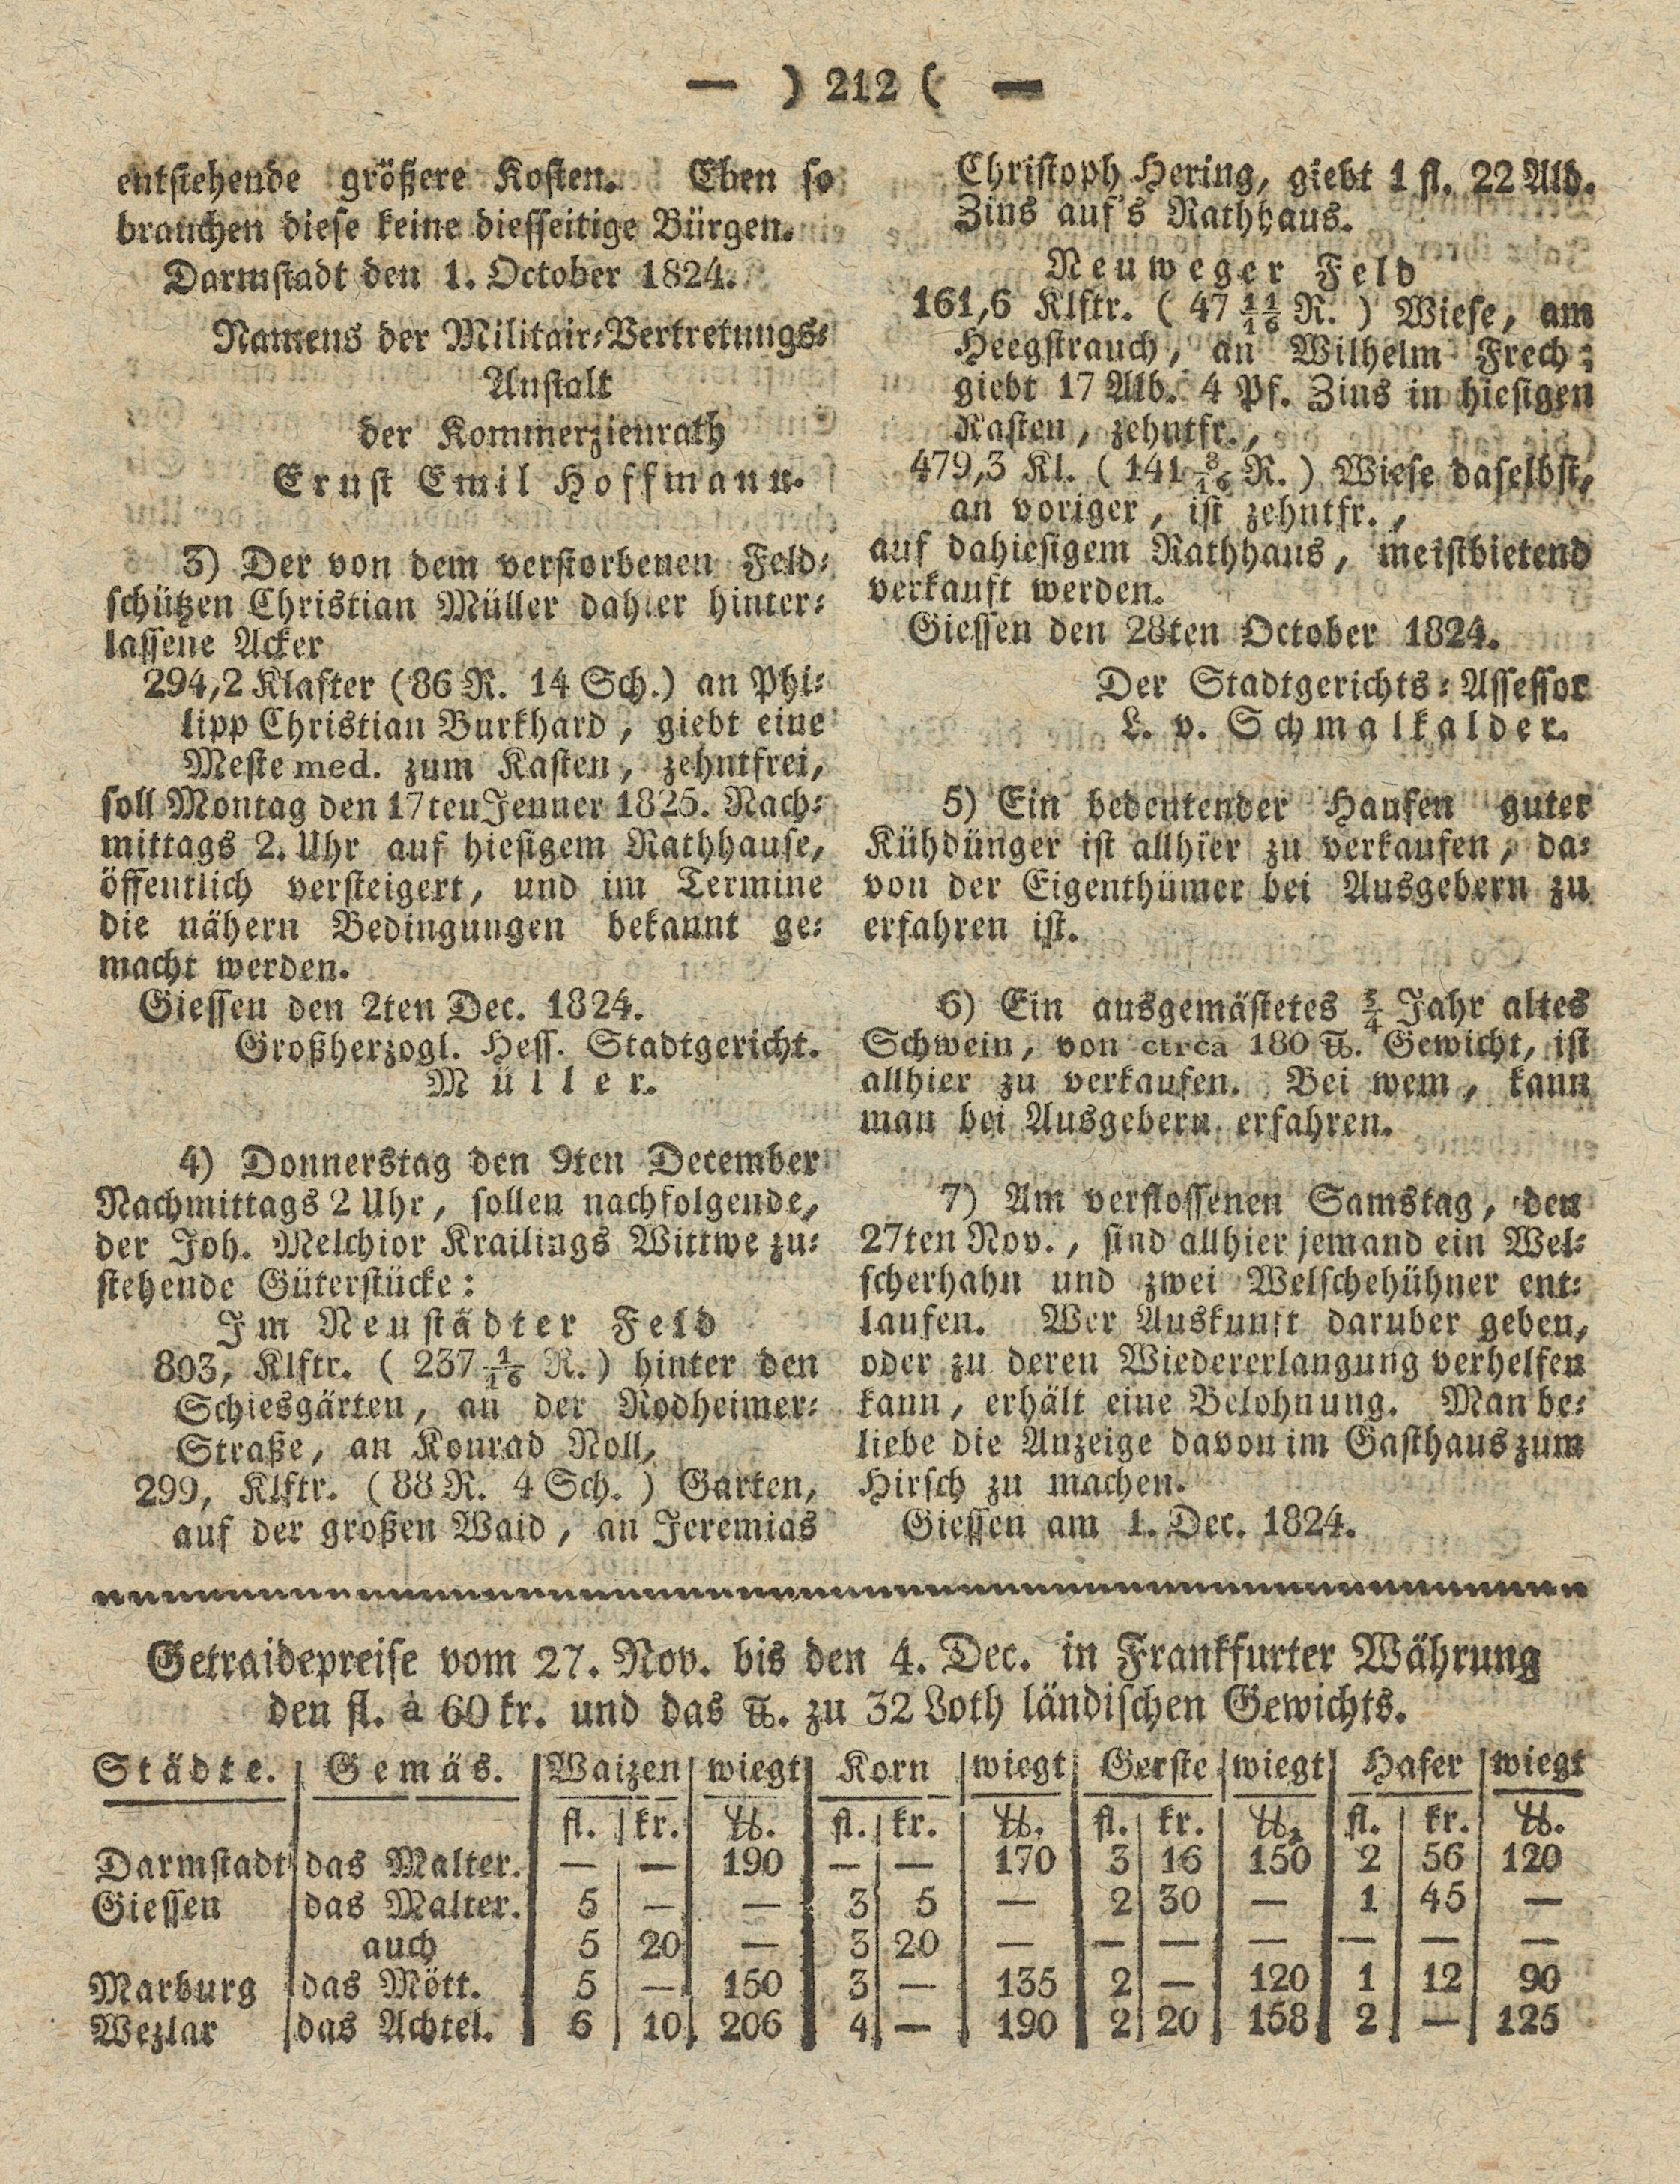 — ) 212 ( —
entstehende größere Kosten. Eben so
brauchen diese keine diesseitige Bürgen.
Darmstadt den 1. October 1824.
Namens der Militair-Vertretungs-
Anstalt
der Kommerzienrath
Ernst Emil Hoffmann.
3) Der von dem verstorbenen Feld-
schützen Christian Müller dahier hinter-
lassene Acker
294,2 Klafter (86 R. 14 Sch.) an Phi-
lipp Christian Burkhard, giebt eine
Meste med. zum Kasten, zehntfrei,
soll Montag den 17ten Jenner 1825. Nach-
mittags 2. Uhr auf hiesigem Rathhause,
öffentlich versteigert, und im Termine
die nähern Bedingungen bekannt ge-
macht werden.
Giessen den 2ten Dec. 1824.
Großherzogl. Hess. Stadtgericht.
Müller.
4) Donnerstag den 9ten December
Nachmittags 2 Uhr, sollen nachfolgende,
der Joh. Melchior Krailings Wittwe zu-
stehende Güterstücke:
Im Neustädter Feld
803, Klftr. (237 1/16 R.) hinter den
Schiesgärten, an der Rodheimer-
Straße, an Konrad Noll,
299, Klftr. (88 R. 4 Sch.) Garten,
auf der großen Waid, an Jeremias
Christoph Hering, giebt 1 fl. 22 Alb.
Zins auf's Rathhaus.
Neuweger Feld
161,6 Klftr. (47 11/16 R.) Wiese, am
Heegstrauch, an Wilhelm Frech;
giebt 17 Alb. 4 Pf. Zins in hiesigen
Kasten, zehntfr.,
479,3 Kl. (141 8/16 R.) Wiese daselbst,
an voriger, ist zehntfr.,
auf dahiesigem Rathhaus, meistbietend
verkauft werden.
Giessen den 28ten October 1824.
Der Stadtgerichts-Assessor
L. v. Schmalkalder.
5) Ein bedeutender Haufen guter
Kühdünger ist allhier zu verkaufen, da-
von der Eigenthümer bei Ausgebern zu
erfahren ist.
6) Ein ausgemästetes 5/4 Jahr altes
Schwein, von circa 180 ℔. Gewicht, ist
allhier zu verkaufen. Bei wem, kann
man bei Ausgebern erfahren.
7) Am verflossenen Samstag, den
27ten Nov., sind allhier jemand ein Wel-
scherhahn und zwei Welschehühner ent-
laufen. Wer Auskunft daruber geben,
oder zu deren Wiedererlangung verhelfen
kann, erhält eine Belohnung. Man be-
liebe die Anzeige davon im Gasthaus zum
Hirsch zu machen.
Giessen am 1. Dec. 1824.
Getraidepreise vom 27. Nov. bis den 4. Dec. in Frankfurter Währung
den fl. à 60 kr. und das ℔. zu 32 Loth ländischen Gewichts.
Städte. Gemäs. Waizen wiegt Korn wiegt Gerste wiegt Hafer wiegt
fl. kr. ℔. fl. kr. ℔. fl. kr. ℔. fl. kr. ℔.
Darmstadt das Malter. — — 190 — — 170 3 16 150 2 56 120
Giessen das Malter. 5 — — 3 5 — 2 30 — 1 45 —
auch 5 20 — 3 20 — — — — — — —
Marburg das Mött. 5 — 150 3 — 135 2 — 120 1 12 90
Wezlar das Achtel. 6 10 206 4 — 190 2 20 158 2 — 125